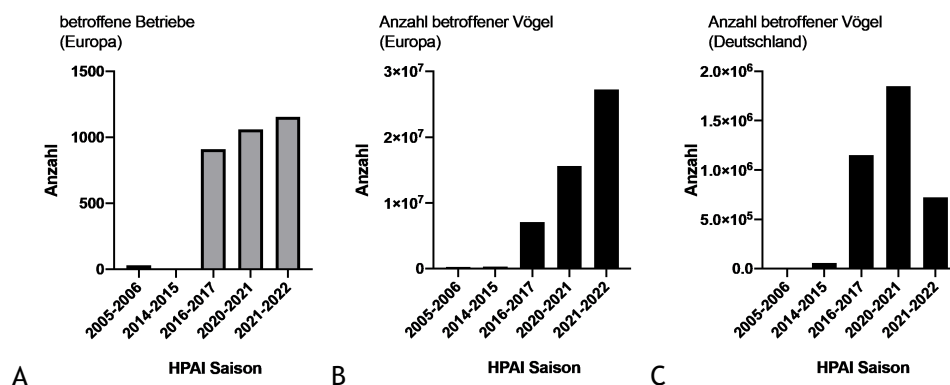 betroffene Betriebe
(Europa)
1500
1000
500
0
Anzahl
2005-2006
2014-2015
2016-2017
2020-2021
2021-2022
HPAI Saison
A
Anzahl betroffener Vögel
(Europa)
3×10⁷
2×10⁷
1×10⁷
0
Anzahl
2005-2006
2014-2015
2016-2017
2020-2021
2021-2022
HPAI Saison
B
Anzahl betroffener Vögel
(Deutschland)
2.0×10⁶
1.5×10⁶
1.0×10⁶
5.0×10⁵
0.0
Anzahl
2005-2006
2014-2015
2016-2017
2020-2021
2021-2022
HPAI Saison
C